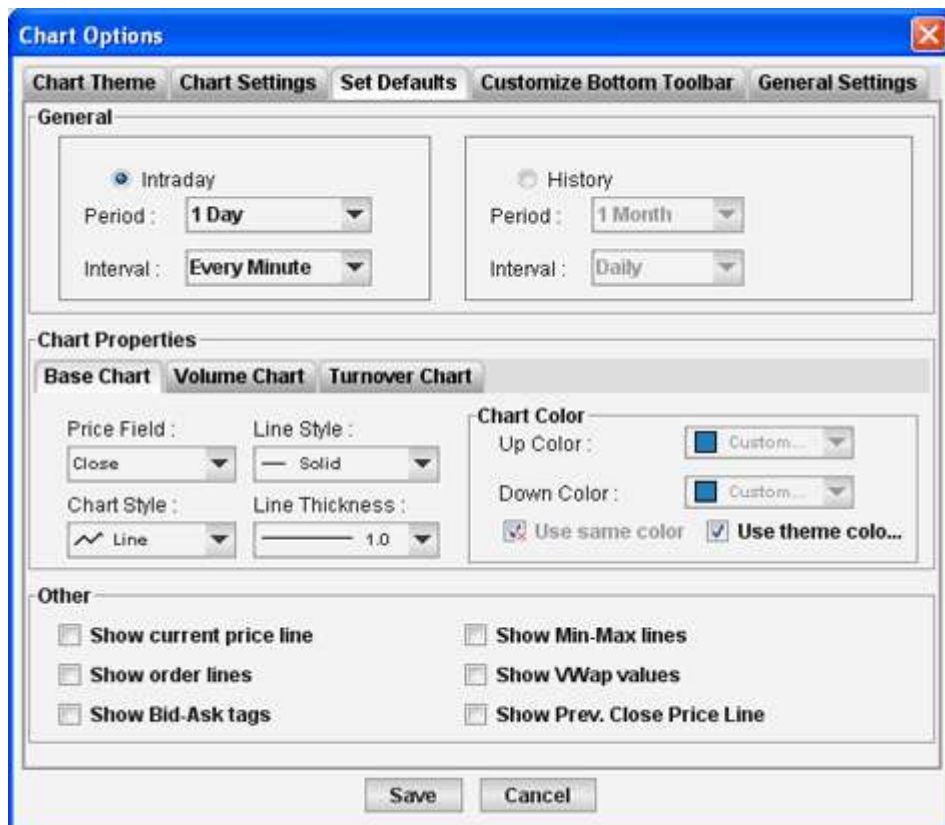 Chart Options
Chart Theme Chart Settings Set Defaults Customize Bottom Toolbar General Settings
General
Intraday
Period : 1 Day
Interval : Every Minute
History
Period : 1 Month
Interval : Daily
Chart Properties
Base Chart Volume Chart Turnover Chart
Price Field : Line Style :
Close Solid
Chart Style : Line Thickness :
Line 1.0
Chart Color
Up Color : Custom...
Down Color : Custom...
Use same color Use theme colo...
Other
Show current price line Show Min-Max lines
Show order lines Show VWap values
Show Bid-Ask tags Show Prev. Close Price Line
Save Cancel